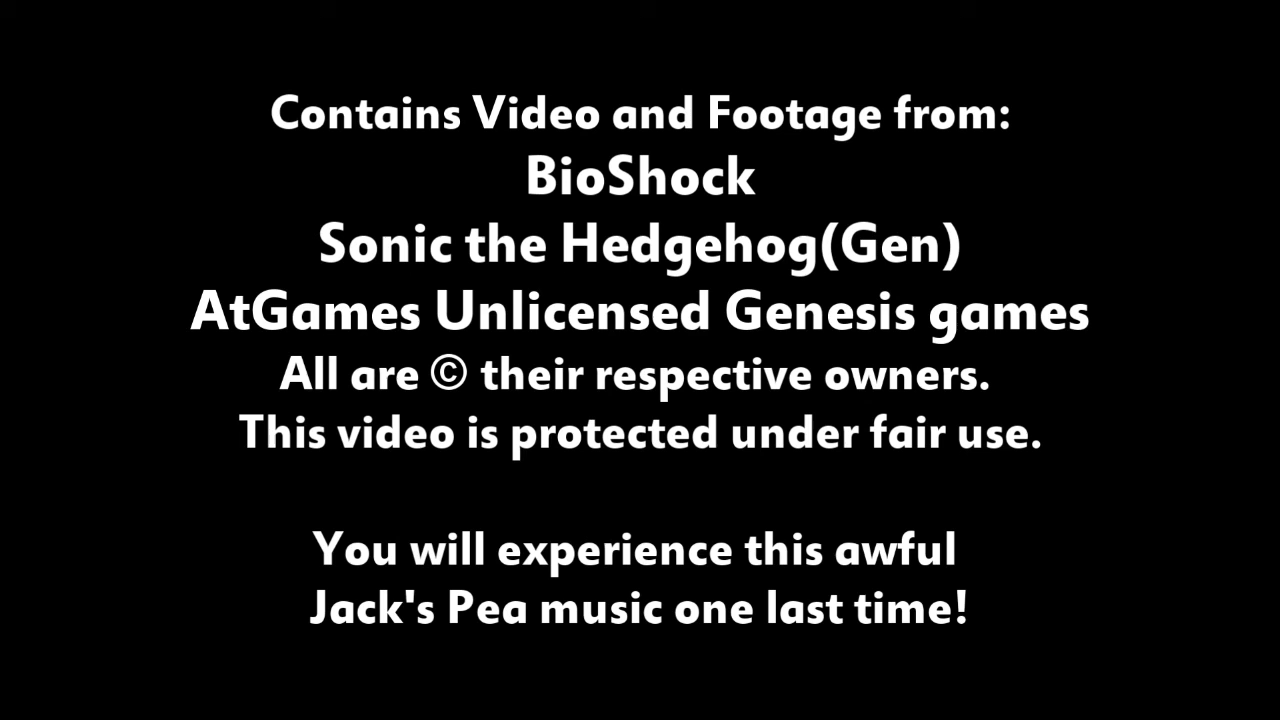 Contains Video and Footage from:
BioShock
Sonic the Hedgehog(Gen)
AtGames Unlicensed Genesis games
All are © their respective owners.
This video is protected under fair use.
You will experience this awful
Jack's Pea music one last time!